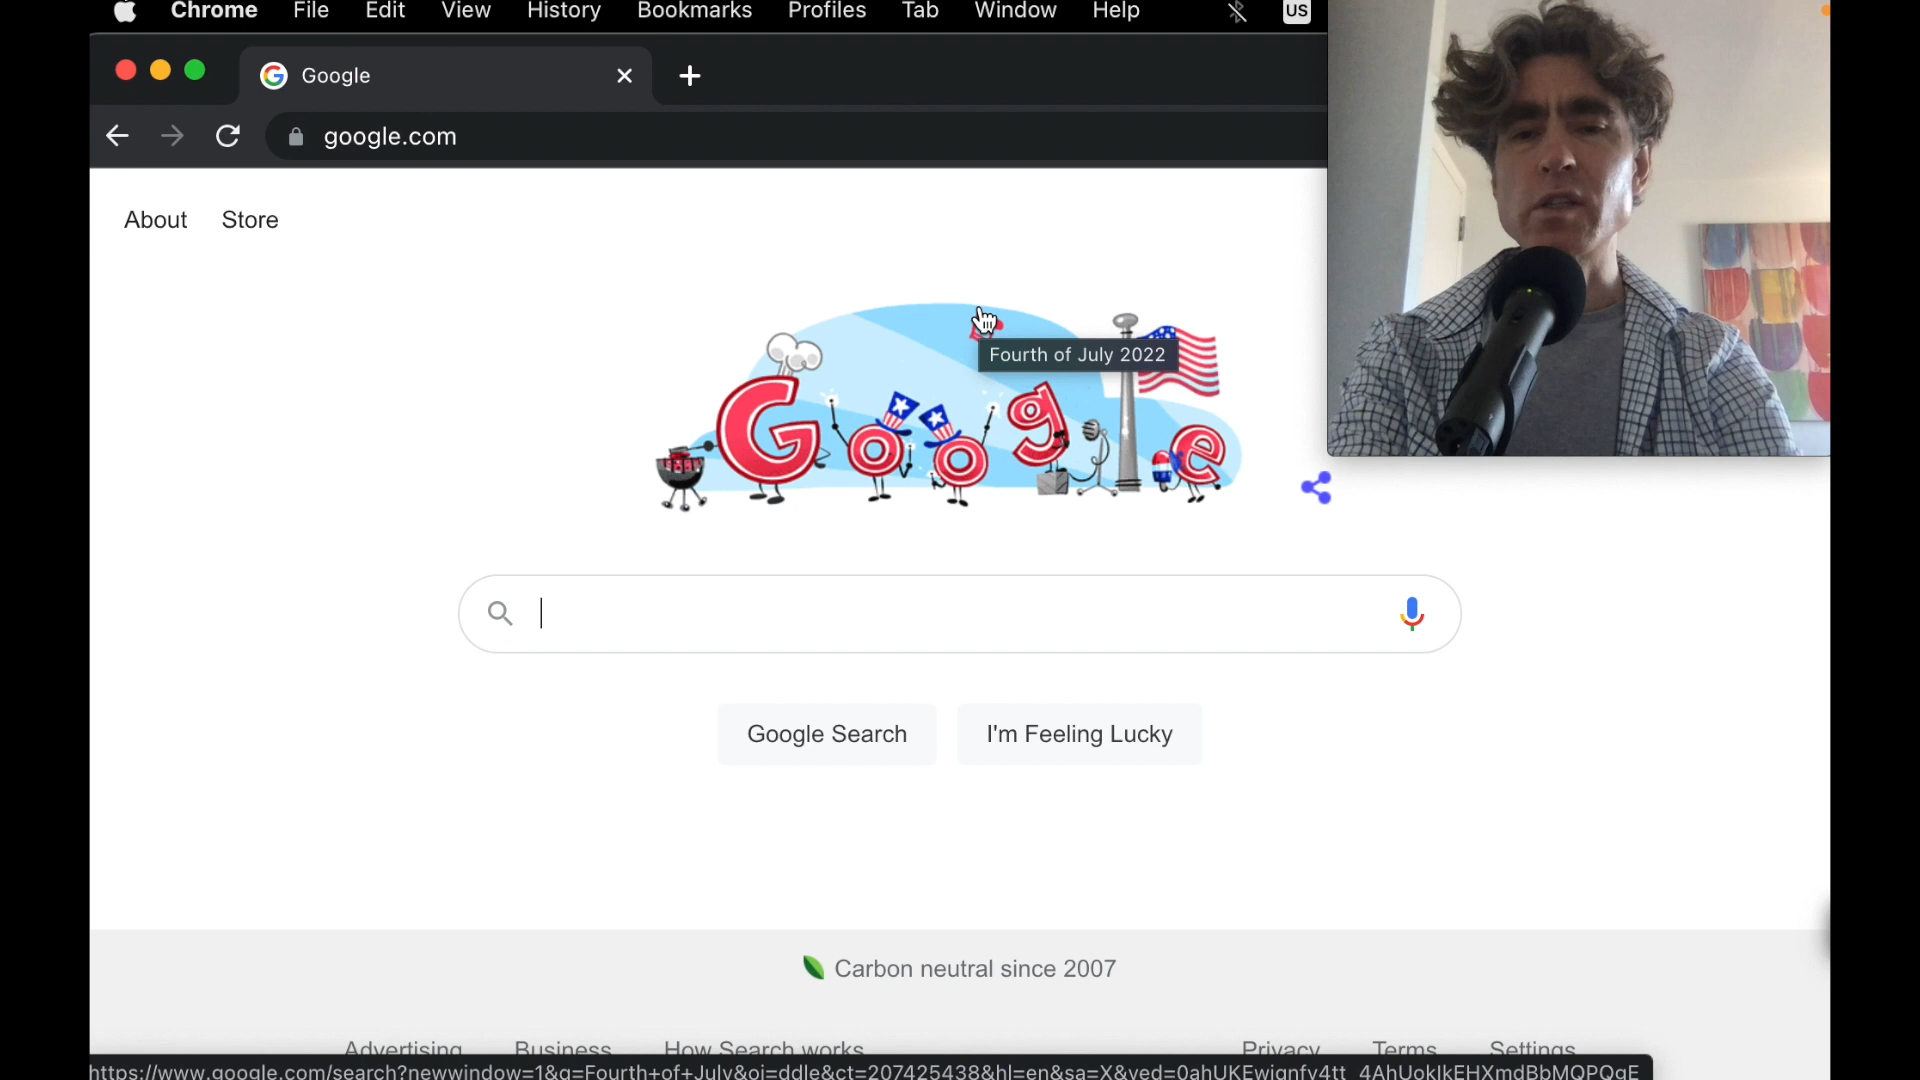 Chrome File Edit View History Bookmarks Profiles Tab Window Help US
Google
google.com
About Store
Fourth of July 2022
Google
Google Search I'm Feeling Lucky
Carbon neutral since 2007
Advertising Business How Search works Privacy Terms Settings